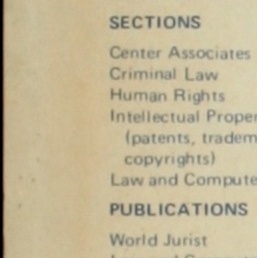 SECTIONS
Center Associates
Criminal Law
Human Rights
Intellectual Proper
(patents, tradem
copyrights)
Law and Compute
PUBLICATIONS
World Jurist